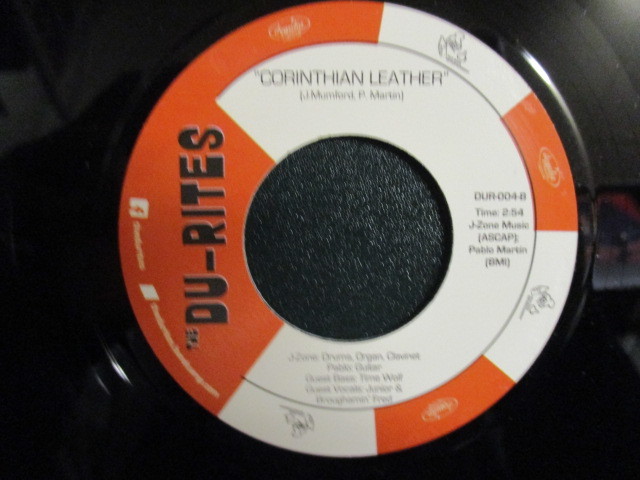 "CORINTHIAN LEATHER"
(J.Mumford, P. Martin)
THE DU-RITES
DUR-004-B
Time: 2:54
J-Zone Music
(ASCAP);
Pablo Martin
(BMI)
J-Zone: Drums, Organ, Clavinet
Pablo: Guitar
Guest Bass: Time Wolf
Guest Vocals: Junior &
Broughamin' Fred